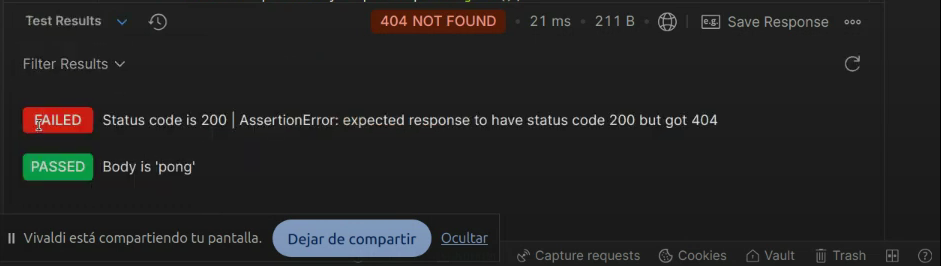 Test Results 404 NOT FOUND • 21 ms • 211 B e.g. Save Response
Filter Results
FAILED Status code is 200 | AssertionError: expected response to have status code 200 but got 404
PASSED Body is 'pong'
Vivaldi está compartiendo tu pantalla. Dejar de compartir Ocultar
Capture requests Cookies Vault Trash